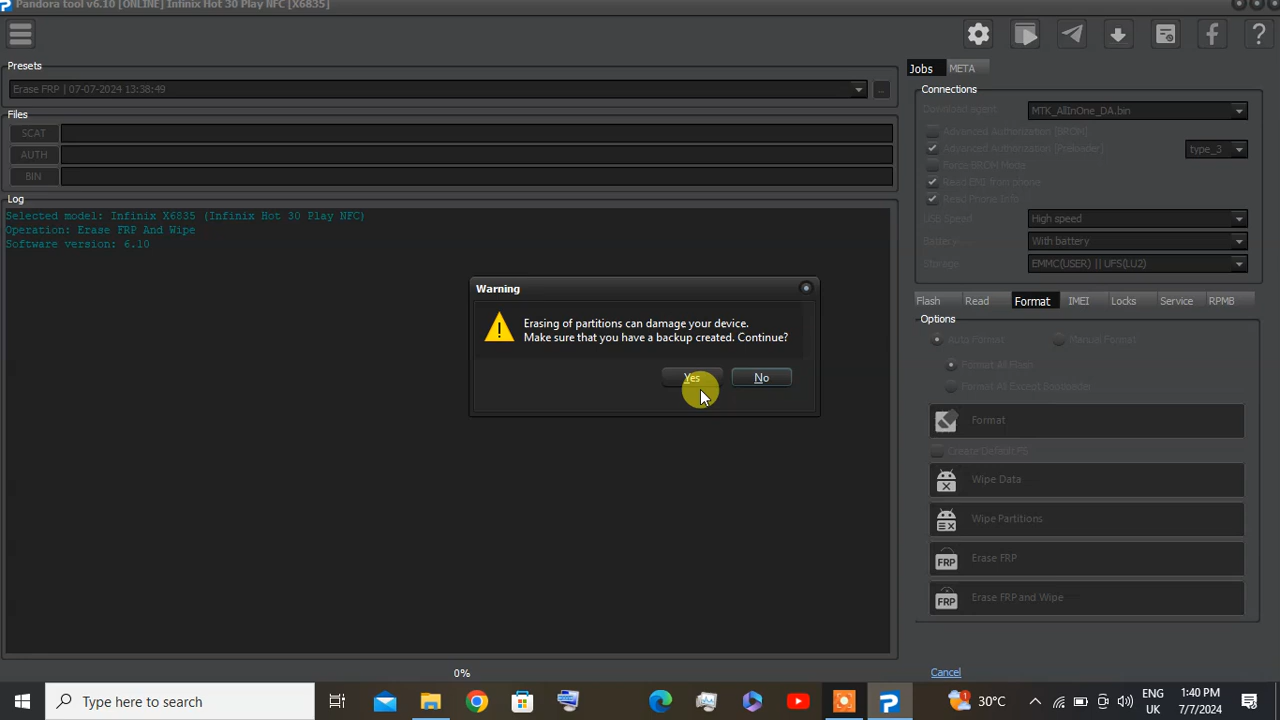 Pandora tool v6.10 [ONLINE] Infinix Hot 30 Play NFC [X6835]
Presets
Erase FRP | 07-07-2024 13:38:49
...
Files
SCAT
AUTH
BIN
Log
Selected model: Infinix X6835 (Infinix Hot 30 Play NFC)
Operation: Erase FRP And Wipe
Software version: 6.10
Warning
Erasing of partitions can damage your device.
Make sure that you have a backup created. Continue?
Yes
No
Jobs
META
Connections
Download agent
MTK_AllInOne_DA.bin
Advanced Authorization [BROM]
Advanced Authorization [Preloader]
type_3
Force BROM Mode
Read EMI from phone
Read Phone Info
USB Speed
High speed
Battery
With battery
Storage
EMMC(USER) || UFS(LU2)
Flash
Read
Format
IMEI
Locks
Service
RPMB
Options
Auto Format
Manual Format
Format All Flash
Format All Except Bootloader
Format
Create Default FS
Wipe Data
Wipe Partitions
FRP
Erase FRP
FRP
Erase FRP and Wipe
0%
Cancel
Type here to search
1
30°C
ENG
UK
1:40 PM
7/7/2024